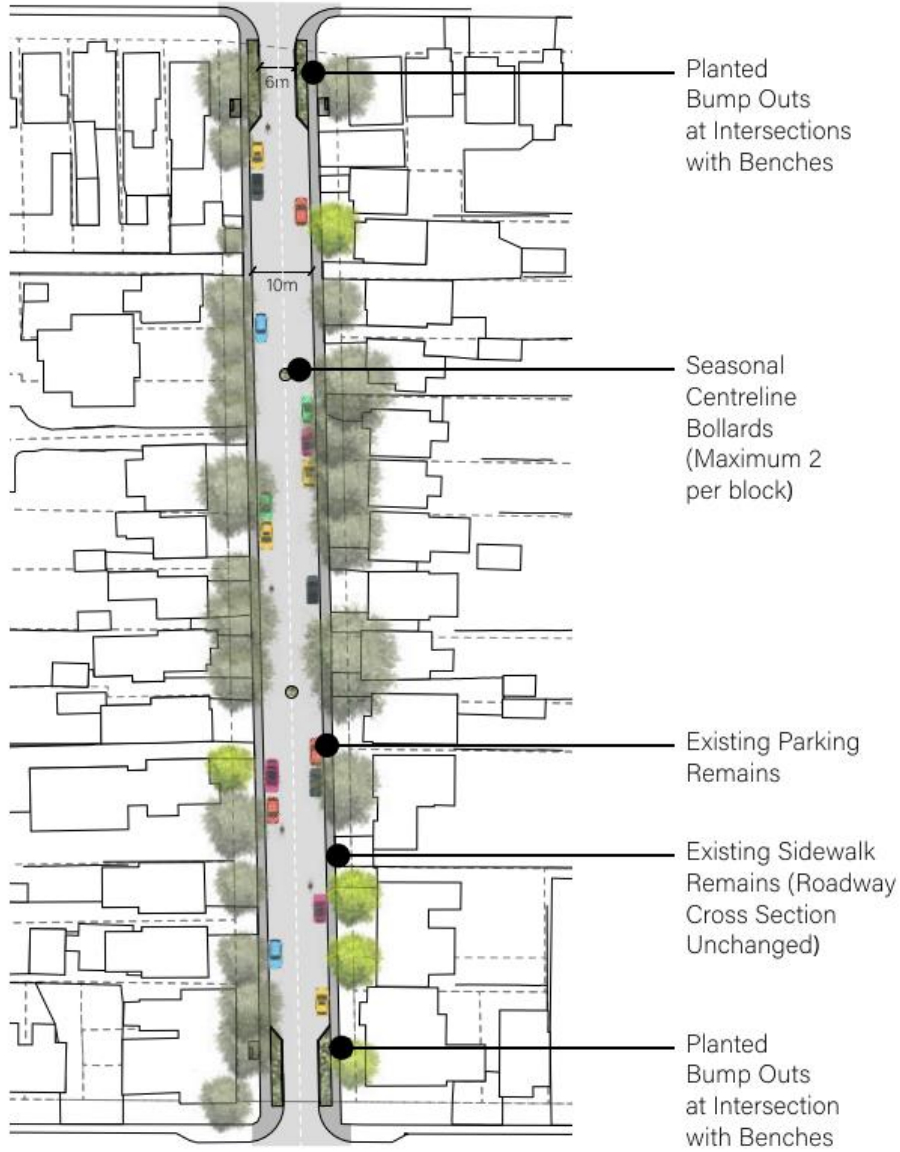 6m
Planted
Bump Outs
at Intersections
with Benches
10m
Seasonal
Centreline
Bollards
(Maximum 2
per block)
Existing Parking
Remains
Existing Sidewalk
Remains (Roadway
Cross Section
Unchanged)
Planted
Bump Outs
at Intersection
with Benches